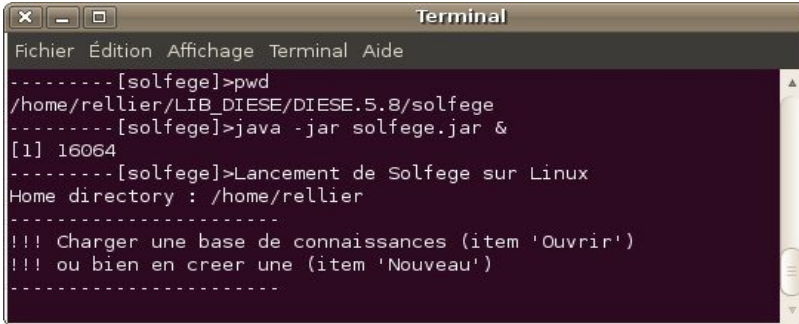 Terminal
Fichier Édition Affichage Terminal Aide
---------[solfege]>pwd
/home/rellier/LIB_DIESE/DIESE.5.8/solfege
---------[solfege]>java -jar solfege.jar &
[1] 16064
---------[solfege]>Lancement de Solfege sur Linux
Home directory : /home/rellier
-----------------------
!!! Charger une base de connaissances (item 'Ouvrir')
!!! ou bien en creer une (item 'Nouveau')
-----------------------